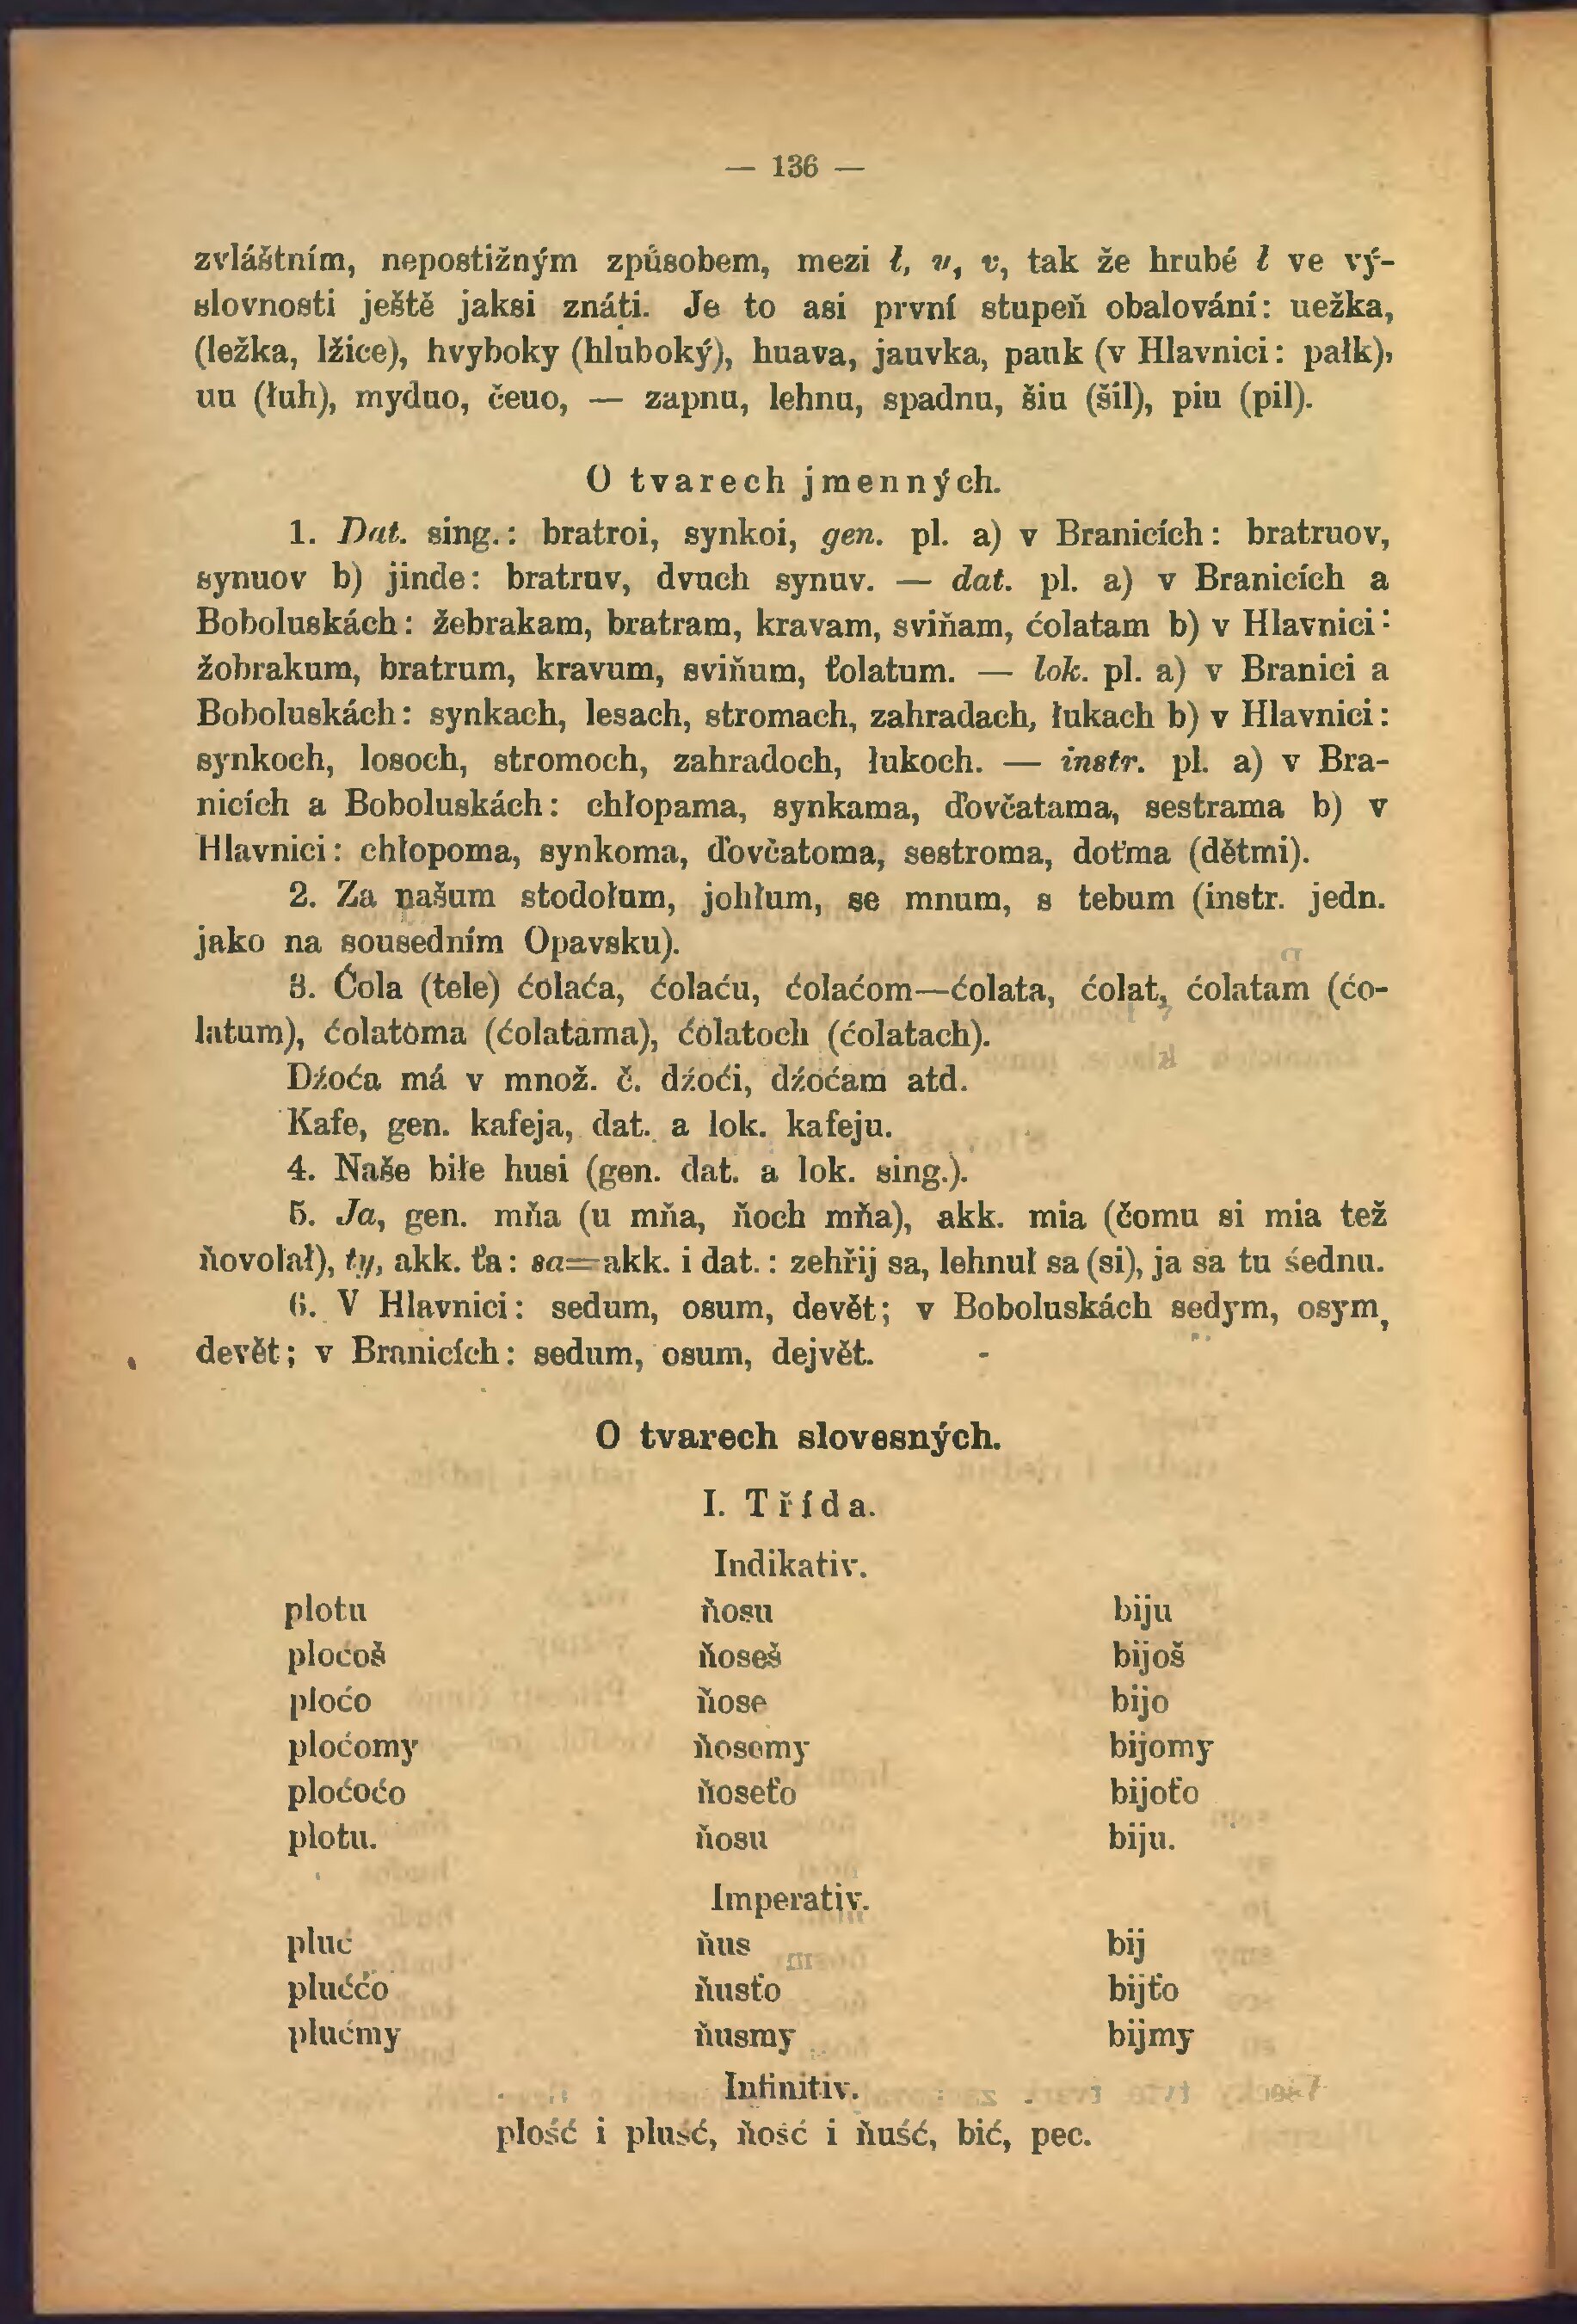 — 136 —
zvláštním, nepostižným způsobem, mezi ł, w, v, tak že hrubé ł ve vý-
slovnosti ještě jaksi znáti. Je to asi první stupeň obalování: uežka,
(ležka, lžice), hvyboky (hluboký), huava, jauvka, pauk (v Hlavnici: pałk),
uu (łuh), myduo, čeuo, — zapnu, lehnu, spadnu, šiu (šil), piu (pil).
O tvarech jmenných.
1. Dat. sing.: bratroi, synkoi, gen. pl. a) v Branicích: bratruov,
synuov b) jinde: bratruv, dvuch synuv. — dat. pl. a) v Branicích a
Boboluskách: žebrakam, bratram, kravam, sviňam, ćolatam b) v Hlavnici:
žobrakum, bratrum, kravum, sviňum, ťolatum. — lok. pl. a) v Branici a
Boboluskách: synkach, lesach, stromach, zahradach, łukach b) v Hlavnici:
synkoch, losoch, stromoch, zahradoch, łukoch. — instr. pl. a) v Bra-
nicích a Boboluskách: chłopama, synkama, ďovčatama, sestrama b) v
Hlavnici: chłopoma, synkoma, ďovčatoma, sestroma, doťma (dětmi).
2. Za našum stodołum, johłum, se mnum, s tebum (instr. jedn.
jako na sousedním Opavsku).
3. Ćola (tele) ćolaća, ćolaću, ćolaćom—ćolata, ćolat, ćolatam (ćo-
latum), ćolatoma (ćolatama), ćolatoch (ćolatach).
Dźoća má v množ. č. dźoći, dźoćam atd.
Kafe, gen. kafeja, dat. a lok. kafeju.
4. Naše biłe husi (gen. dat. a lok. sing.).
5. Ja, gen. mňa (u mňa, ňoch mňa), akk. mia (čomu si mia též
ňovolał), ty, akk. ťa: sa=akk. i dat.: zehřij sa, lehnuł sa (si), ja sa tu śednu.
6. V Hlavnici: sedum, osum, devět; v Boboluskách sedym, osym,
devět; v Branicích: sedum, osum, dejvět.
O tvarech slovesných.
I. Třída.
Indikativ.
plotu ňosu biju
ploćoš ňoseš bijoš
ploćo ňose bijo
ploćomy ňosomy bijomy
ploćoćo ňoseťo bijoťo
plotu. ňosu biju.
Imperativ.
pluć ňus bij
pluććo ňusťo bijťo
plućmy ňusmy bijmy
Infinitiv.
plość i plusć, ňosć i ňuść, bić, pec.